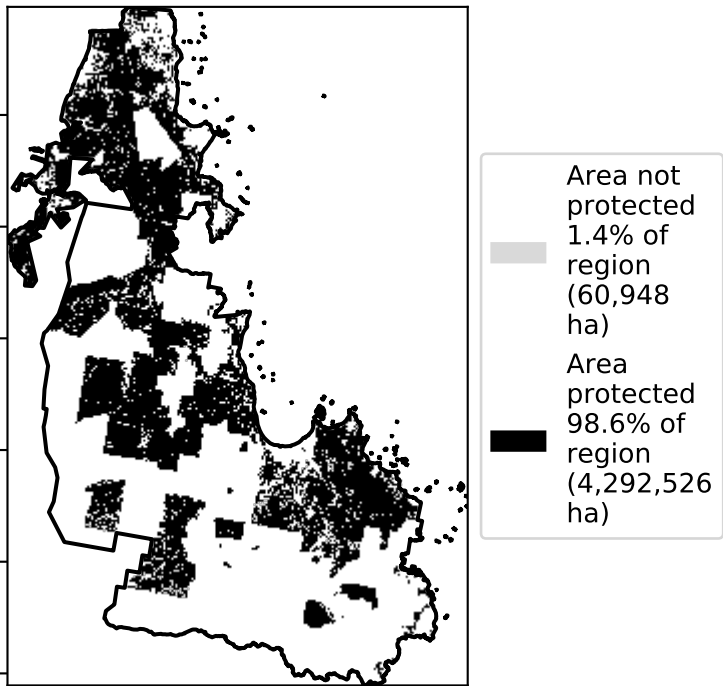 Area not
protected
1.4% of
region
(60,948
ha)
Area
protected
98.6% of
region
(4,292,526
ha)